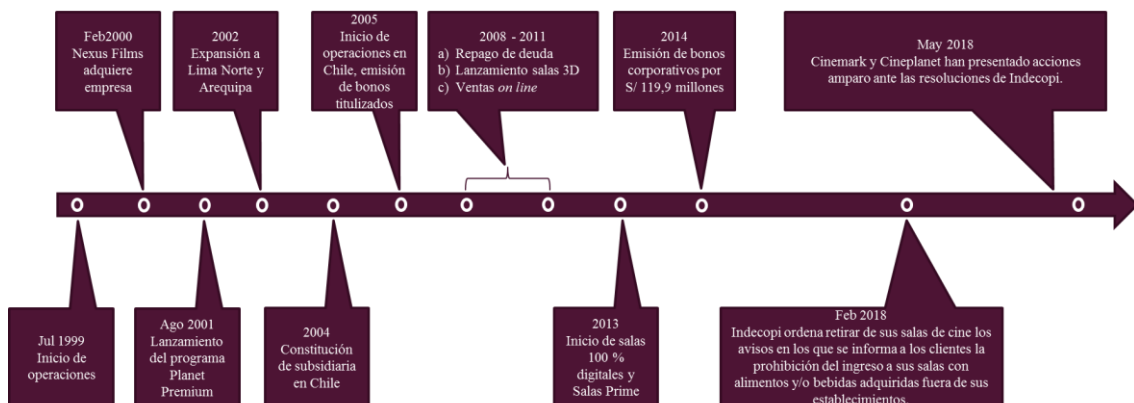 Feb2000
Nexus Films
adquiere
empresa
2002
Expansión a
Lima Norte y
Arequipa
2005
Inicio de
operaciones en
Chile, emisión
de bonos
titulizados
2008 - 2011
a) Repago de deuda
b) Lanzamiento salas 3D
c) Ventas on line
2014
Emisión de bonos
corporativos por
S/ 119,9 millones
May 2018
Cinemark y Cineplanet han presentado acciones
amparo ante las resoluciones de Indecopi.
Jul 1999
Inicio de
operaciones
Ago 2001
Lanzamiento
del programa
Planet
Premium
2004
Constitución
de subsidiaria
en Chile
2013
Inicio de salas
100 %
digitales y
Salas Prime
Feb 2018
Indecopi ordena retirar de sus salas de cine los
avisos en los que se informa a los clientes la
prohibición del ingreso a sus salas con
alimentos y/o bebidas adquiridas fuera de sus
establecimientos.